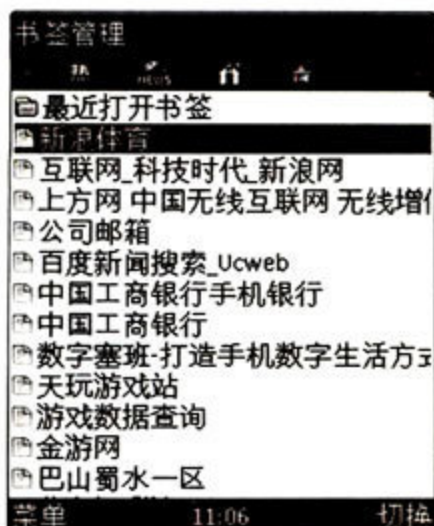 书签管理
热 news
最近打开书签
新浪体育
互联网_科技时代_新浪网
上方网 中国无线互联网 无线增值
公司邮箱
百度新闻搜索_Ucweb
中国工商银行手机银行
中国工商银行
数字塞班-打造手机数字生活方式
天玩游戏站
游戏数据查询
金游网
巴山蜀水一区
菜单 11:06 切换